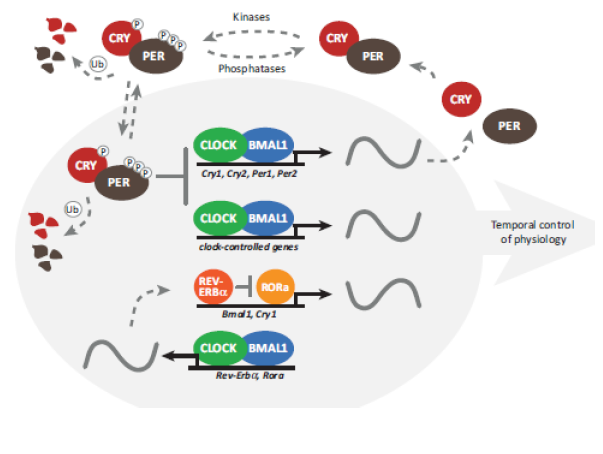 Kinases
P
CRY
P P P
PER
CRY
PER
Ub
Phosphatases
CRY
PER
P
CRY
P P P
PER
CLOCK BMAL1
Cry1, Cry2, Per1, Per2
Ub
CLOCK BMAL1
clock-controlled genes
Temporal control
of physiology
REV-
ERBα
RORa
Bmal1, Cry1
CLOCK BMAL1
Rev-Erbα, Rora